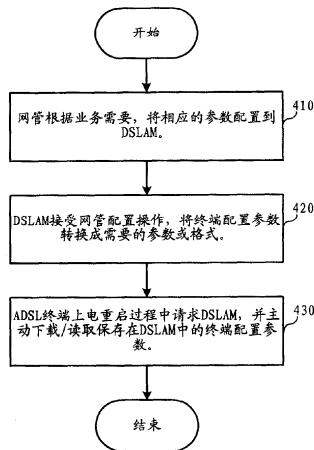 开始
网管根据业务需要，将相应的参数配置到
DSLAM。
410
DSLAM接受网管配置操作，将终端配置参数
转换成需要的参数或格式。
420
ADSL终端上电重启过程中请求DSLAM，并主
动下载/读取保存在DSLAM中的终端配置参
数。
430
结束